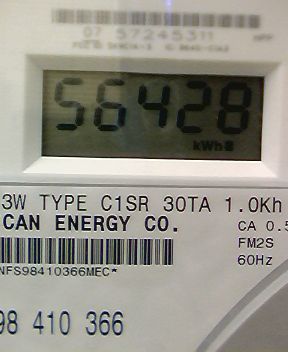 07 57245311
56428
kWh
3W TYPE C1SR 30TA 1.0Kh
CAN ENERGY CO.
CA 0.5
FM2S
NFS98410366MEC*
60Hz
98 410 366